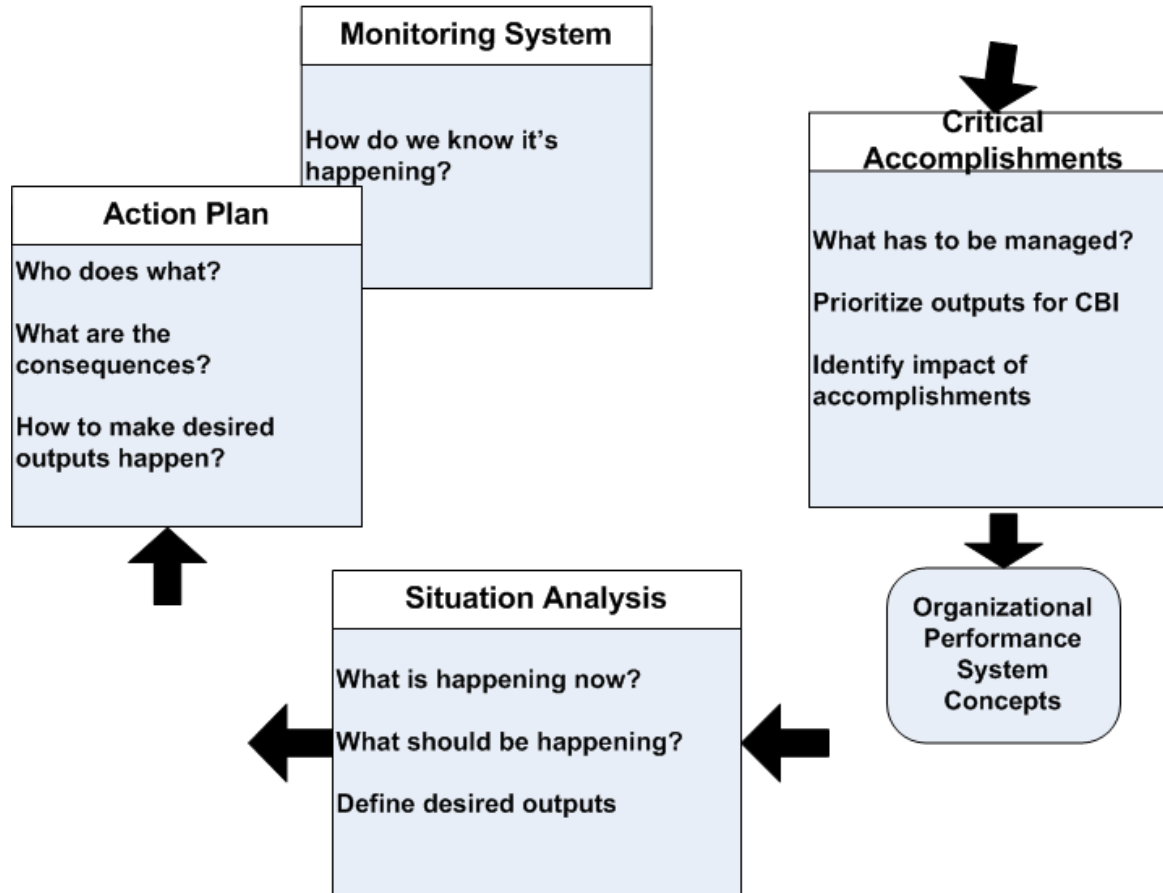 Monitoring System
How do we know it’s
happening?
Action Plan
Who does what?
What are the
consequences?
How to make desired
outputs happen?
Critical
Accomplishments
What has to be managed?
Prioritize outputs for CBI
Identify impact of
accomplishments
Organizational
Performance
System
Concepts
Situation Analysis
What is happening now?
What should be happening?
Define desired outputs